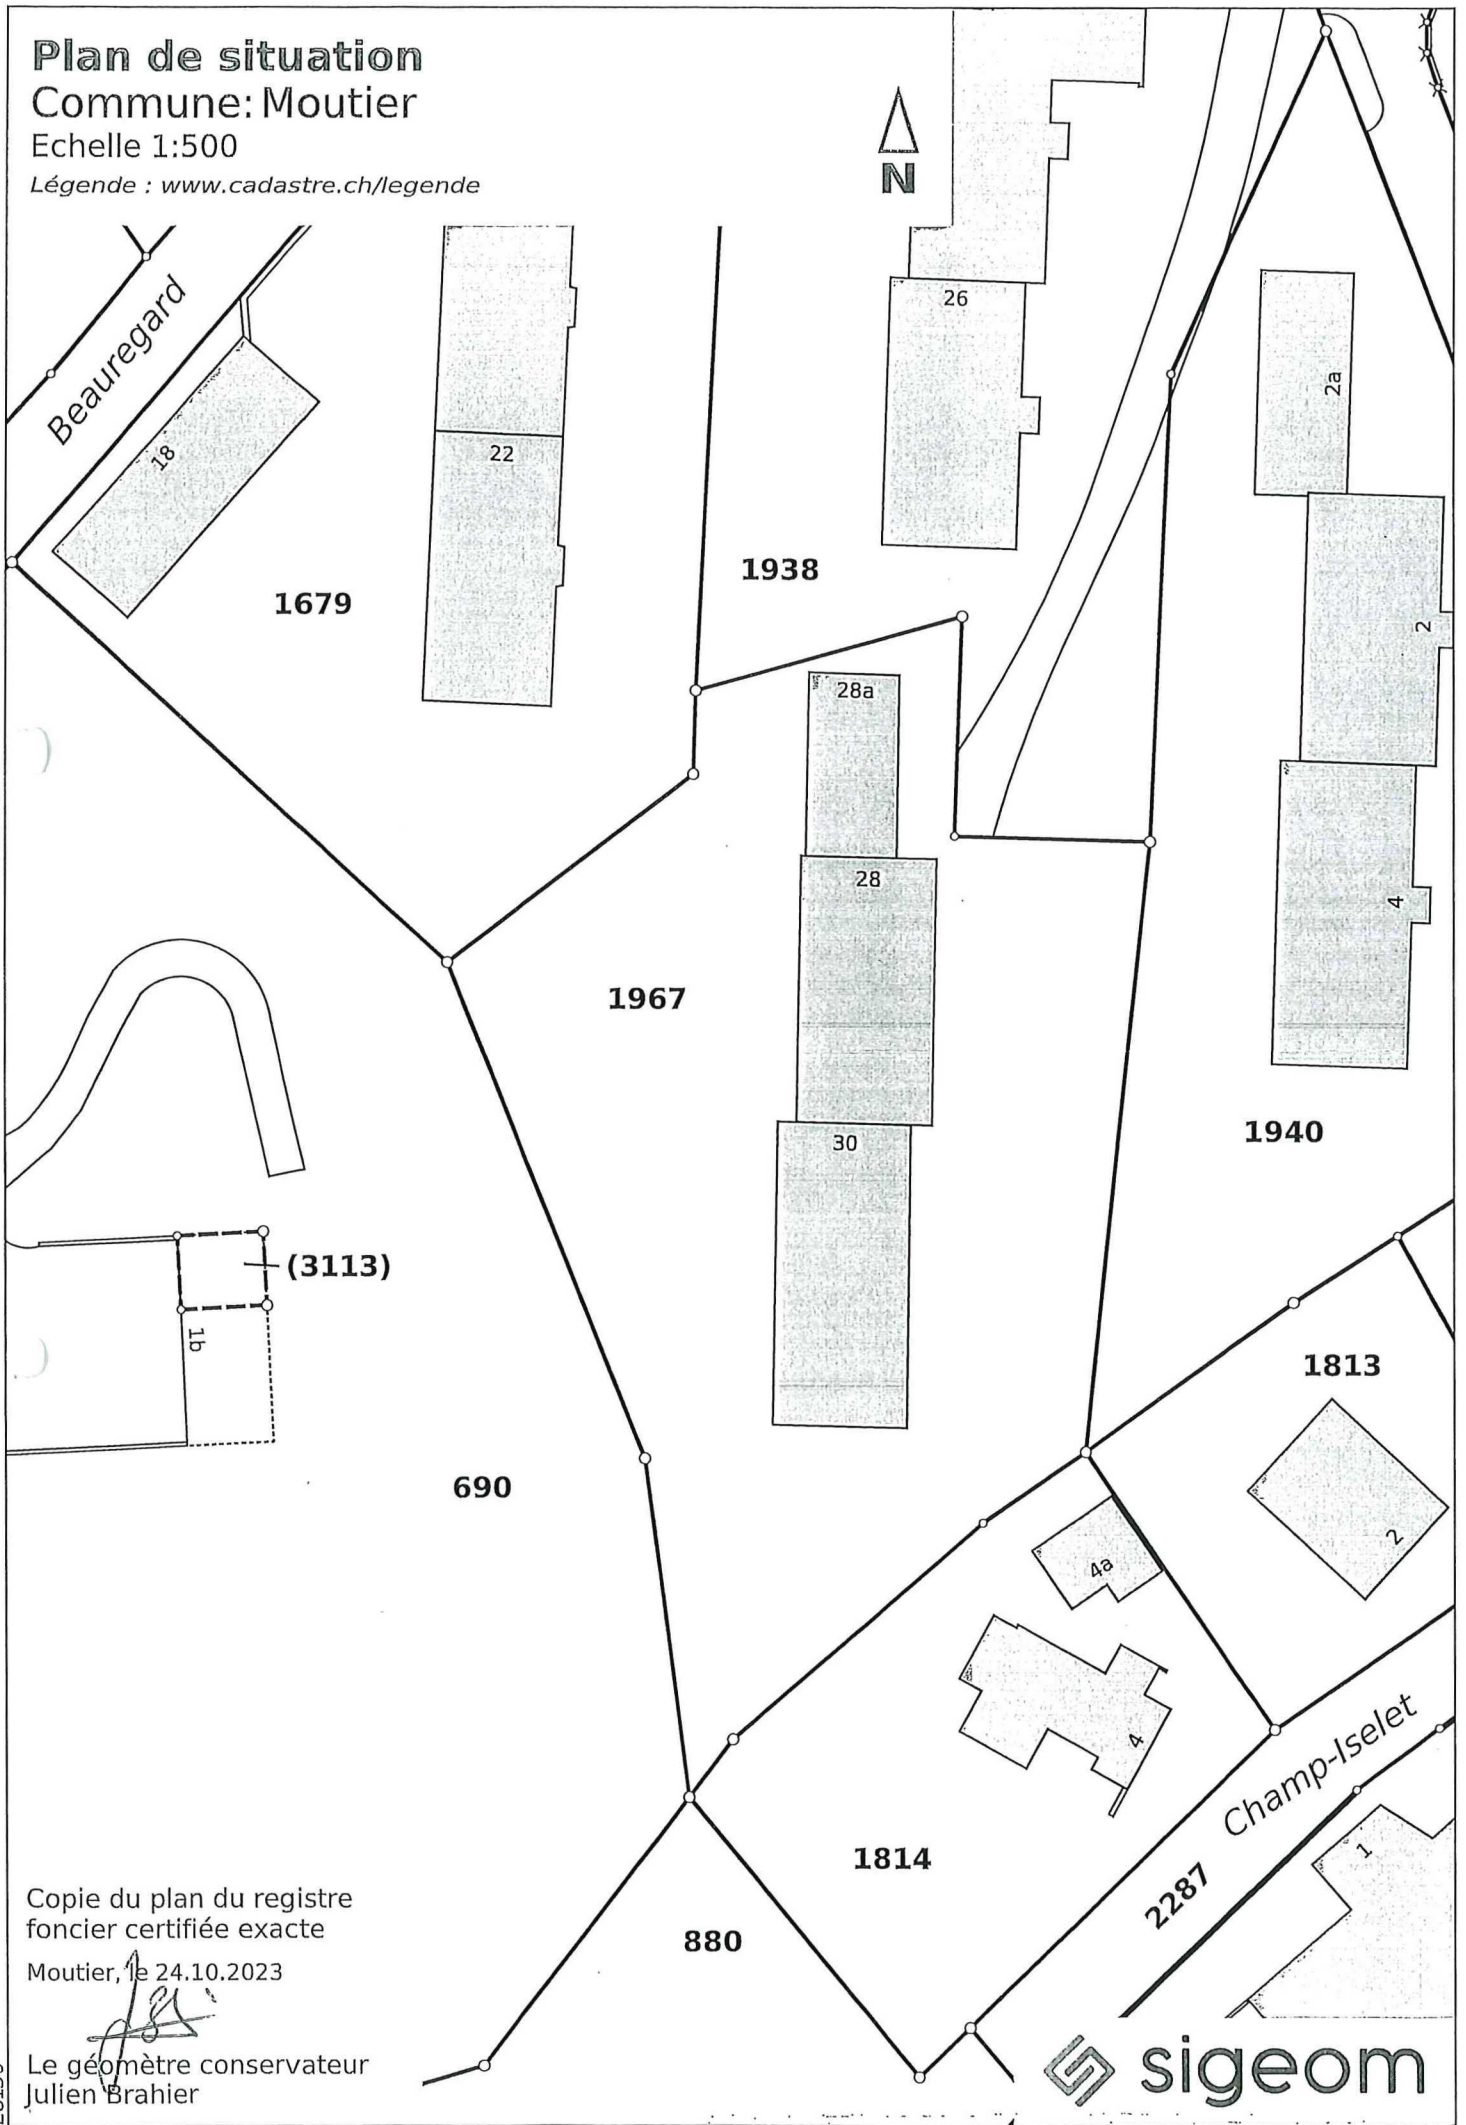 Plan de situation
Commune: Moutier
Echelle 1:500
Légende : www.cadastre.ch/legende
N
Beauregard
18
22
26
2a
2
1679
1938
28a
28
4
1967
30
1940
(3113)
1b
1813
690
2
4a
4
Champ-Iselet
1
1814
2287
880
Copie du plan du registre
foncier certifiée exacte
Moutier, le 24.10.2023
Le géomètre conservateur
Julien Brahier
sigeom